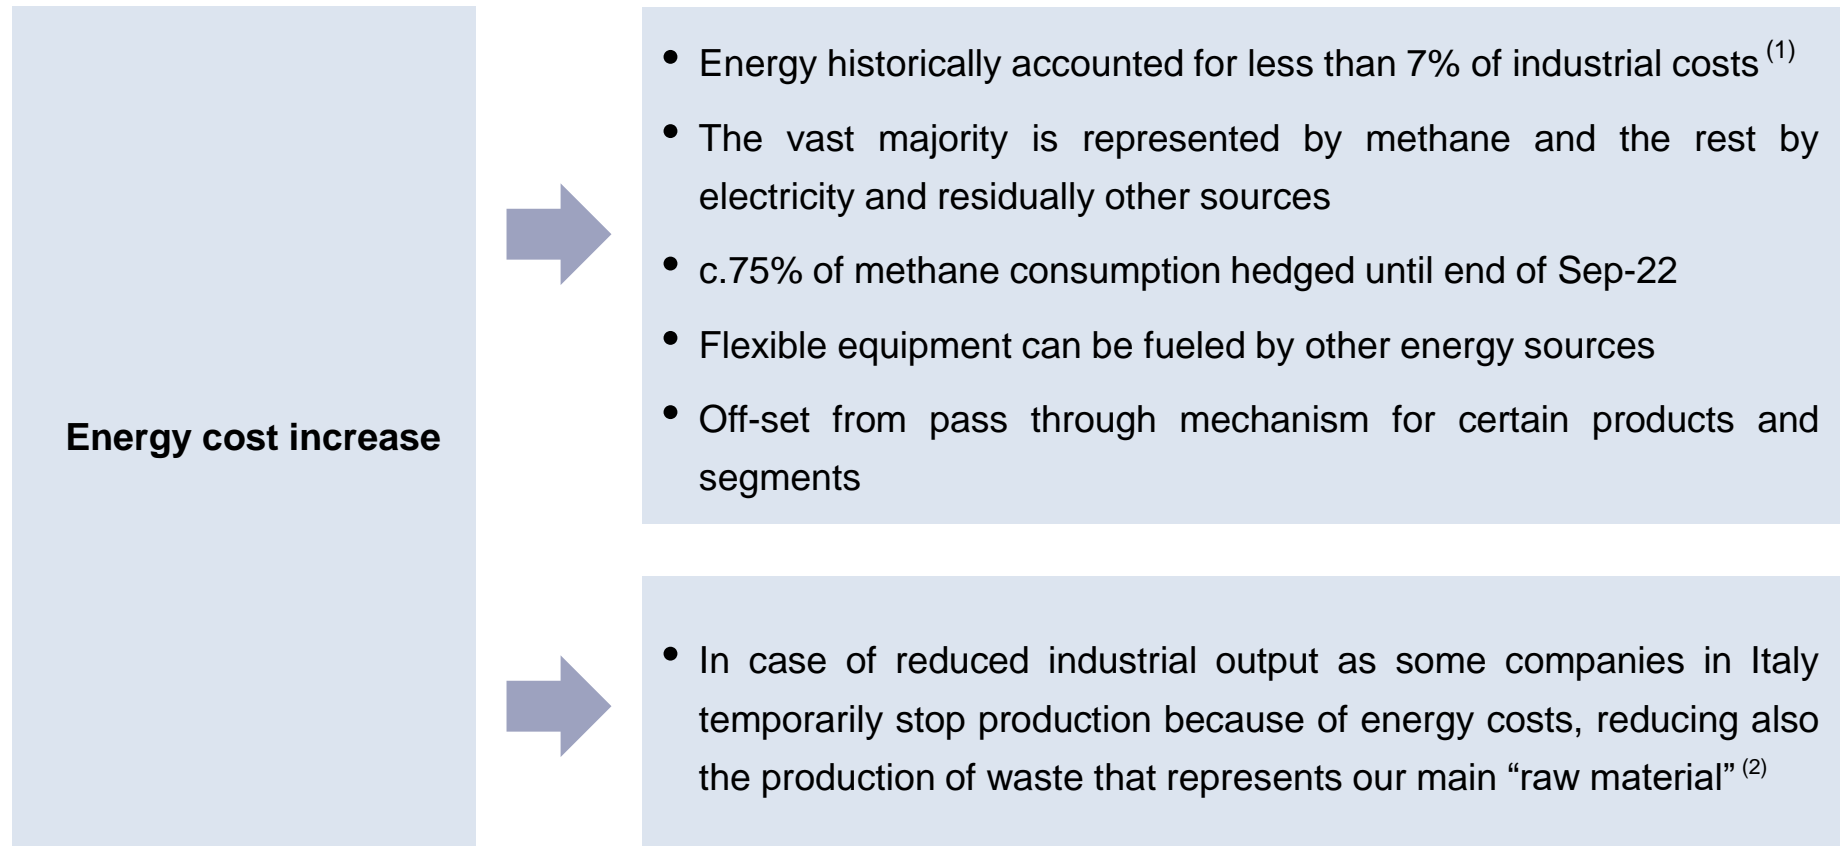 Energy cost increase
• Energy historically accounted for less than 7% of industrial costs (1)
• The vast majority is represented by methane and the rest by
electricity and residually other sources
• c.75% of methane consumption hedged until end of Sep-22
• Flexible equipment can be fueled by other energy sources
• Off-set from pass through mechanism for certain products and
segments
• In case of reduced industrial output as some companies in Italy
temporarily stop production because of energy costs, reducing also
the production of waste that represents our main “raw material” (2)